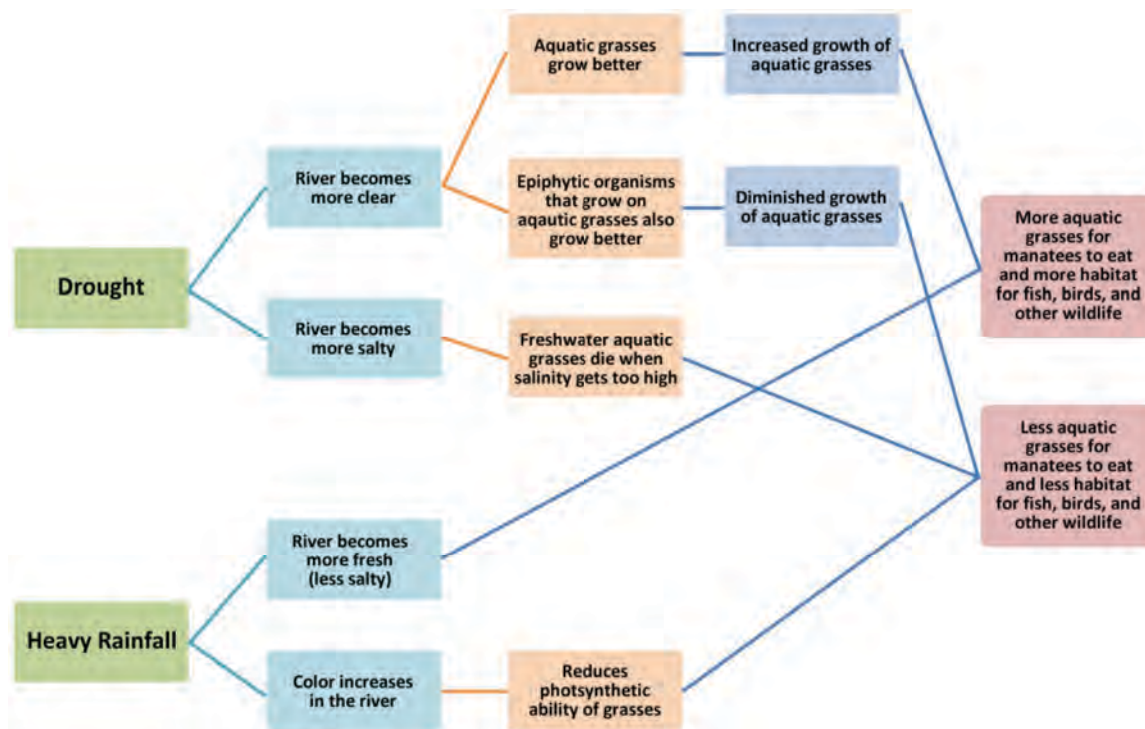 Aquatic grasses
grow better
Increased growth of
aquatic grasses
River becomes
more clear
Epiphytic organisms
that grow on
aqautic grasses also
grow better
Diminished growth
of aquatic grasses
More aquatic
grasses for
manatees to eat
and more habitat
for fish, birds, and
other wildlife
Drought
River becomes
more salty
Freshwater aquatic
grasses die when
salinity gets too high
Less aquatic
grasses for
manatees to eat
and less habitat
for fish, birds, and
other wildlife
River becomes
more fresh
(less salty)
Heavy Rainfall
Color increases
in the river
Reduces
photsynthetic
ability of grasses